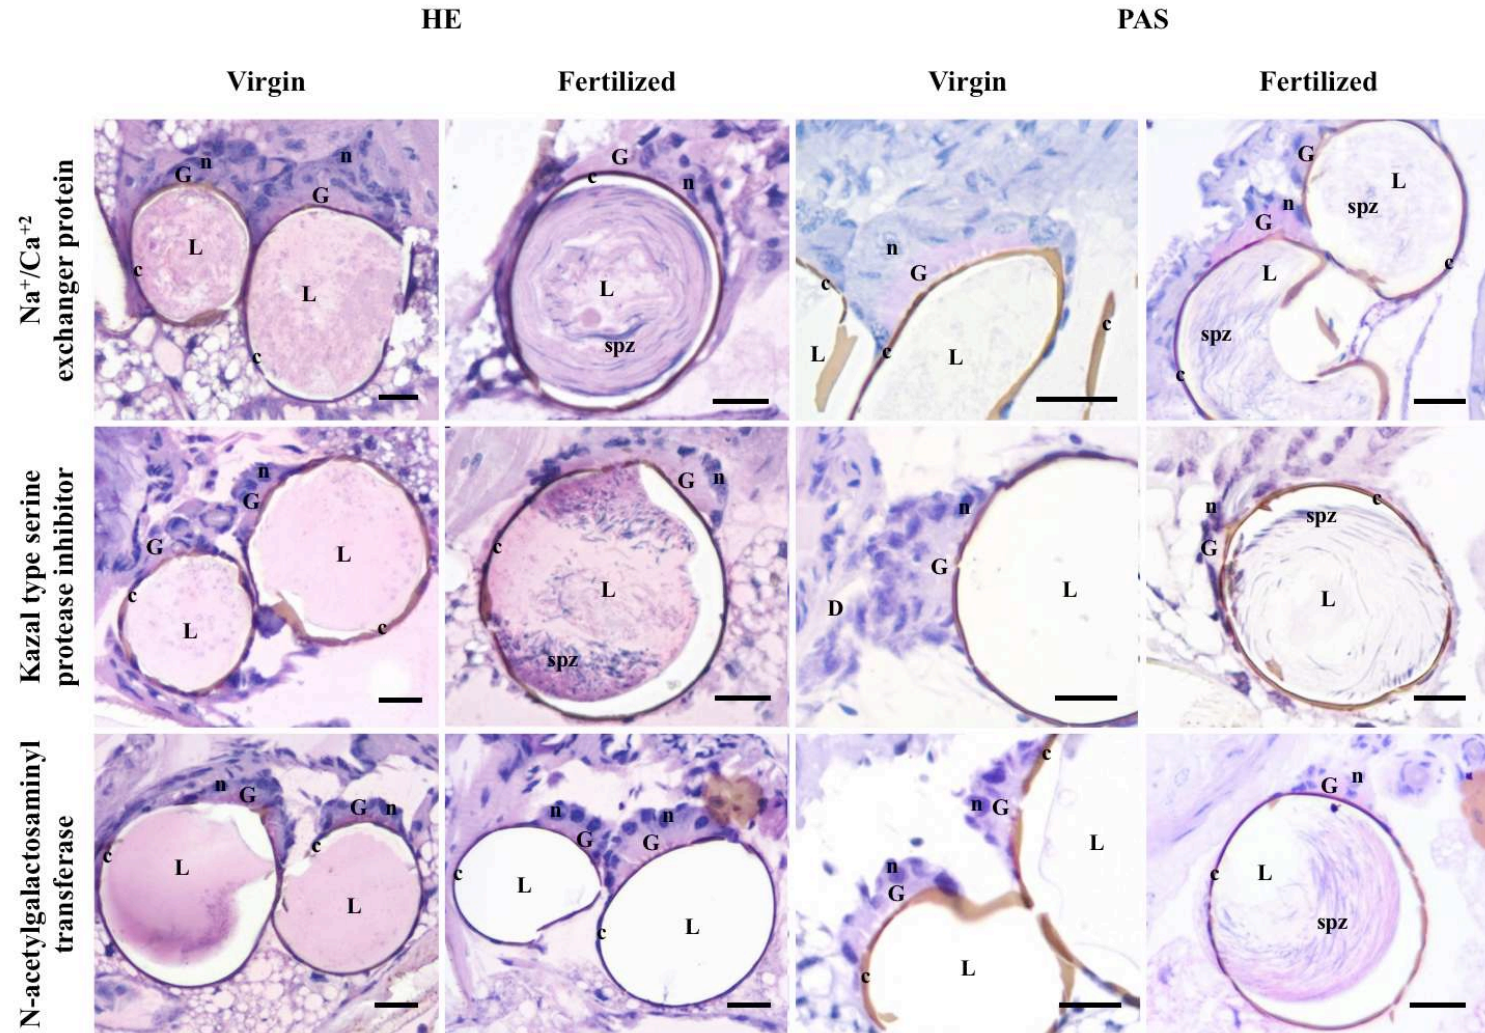 HE PAS
Virgin Fertilized Virgin Fertilized
Na⁺/Ca⁺²
exchanger protein
n n G G L L c c
G c n L spz
n G c L c L c
G L spz n G L c spz c
Kazal type serine
protease inhibitor
n G G L c L c
G n c L spz
n G L D
c spz n G L
N-acetylgalactosaminyl
transferase
n G G n c c L L
n n G G c L c L
c n G L n G c L
n G c L spz